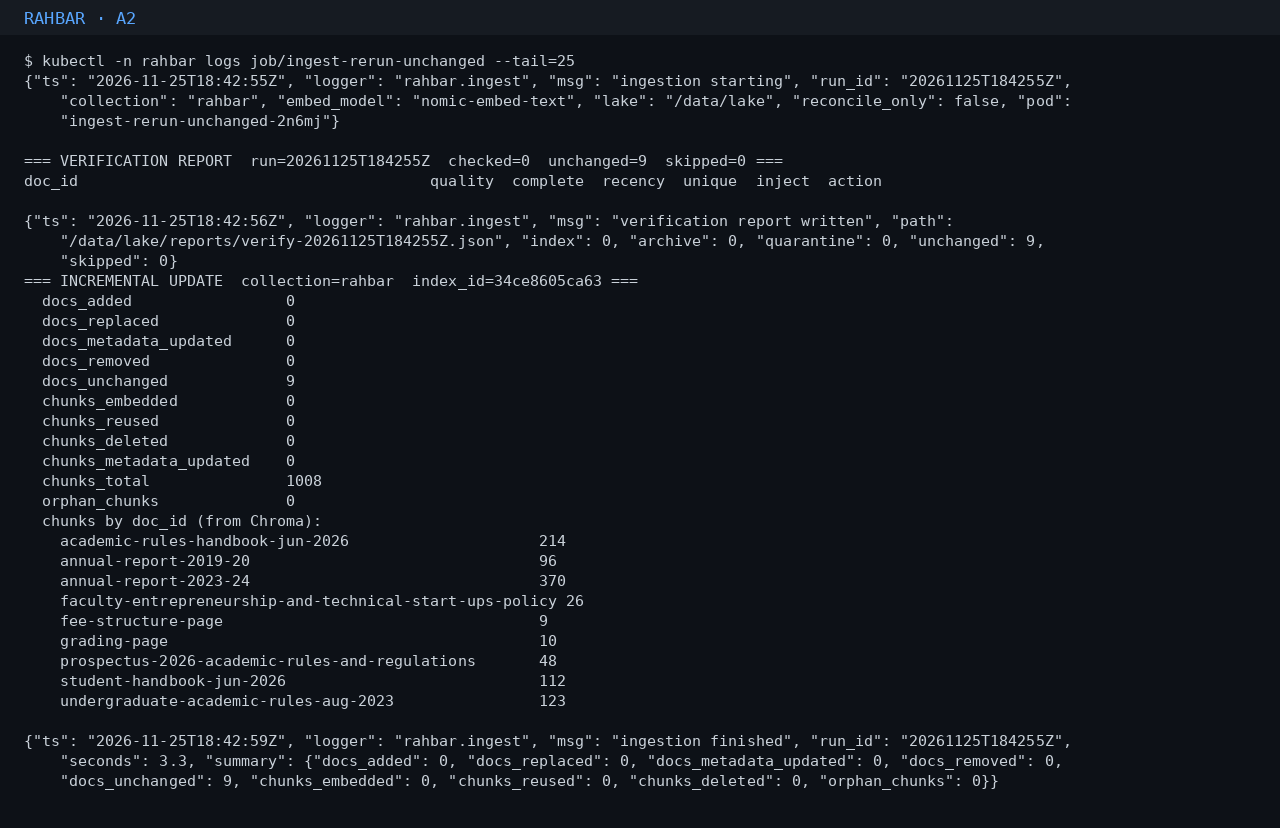 RAHBAR · A2
$ kubectl -n rahbar logs job/ingest-rerun-unchanged --tail=25
{"ts": "2026-11-25T18:42:55Z", "logger": "rahbar.ingest", "msg": "ingestion starting", "run_id": "20261125T184255Z",
    "collection": "rahbar", "embed_model": "nomic-embed-text", "lake": "/data/lake", "reconcile_only": false, "pod":
    "ingest-rerun-unchanged-2n6mj"}

=== VERIFICATION REPORT  run=20261125T184255Z  checked=0  unchanged=9  skipped=0 ===
doc_id                                       quality  complete  recency  unique  inject  action

{"ts": "2026-11-25T18:42:56Z", "logger": "rahbar.ingest", "msg": "verification report written", "path":
    "/data/lake/reports/verify-20261125T184255Z.json", "index": 0, "archive": 0, "quarantine": 0, "unchanged": 9,
    "skipped": 0}
=== INCREMENTAL UPDATE  collection=rahbar  index_id=34ce8605ca63 ===
  docs_added                 0
  docs_replaced              0
  docs_metadata_updated      0
  docs_removed               0
  docs_unchanged             9
  chunks_embedded            0
  chunks_reused              0
  chunks_deleted             0
  chunks_metadata_updated    0
  chunks_total               1008
  orphan_chunks              0
  chunks by doc_id (from Chroma):
    academic-rules-handbook-jun-2026                     214
    annual-report-2019-20                                96
    annual-report-2023-24                                370
    faculty-entrepreneurship-and-technical-start-ups-policy 26
    fee-structure-page                                   9
    grading-page                                         10
    prospectus-2026-academic-rules-and-regulations       48
    student-handbook-jun-2026                            112
    undergraduate-academic-rules-aug-2023                123

{"ts": "2026-11-25T18:42:59Z", "logger": "rahbar.ingest", "msg": "ingestion finished", "run_id": "20261125T184255Z",
    "seconds": 3.3, "summary": {"docs_added": 0, "docs_replaced": 0, "docs_metadata_updated": 0, "docs_removed": 0,
    "docs_unchanged": 9, "chunks_embedded": 0, "chunks_reused": 0, "chunks_deleted": 0, "orphan_chunks": 0}}